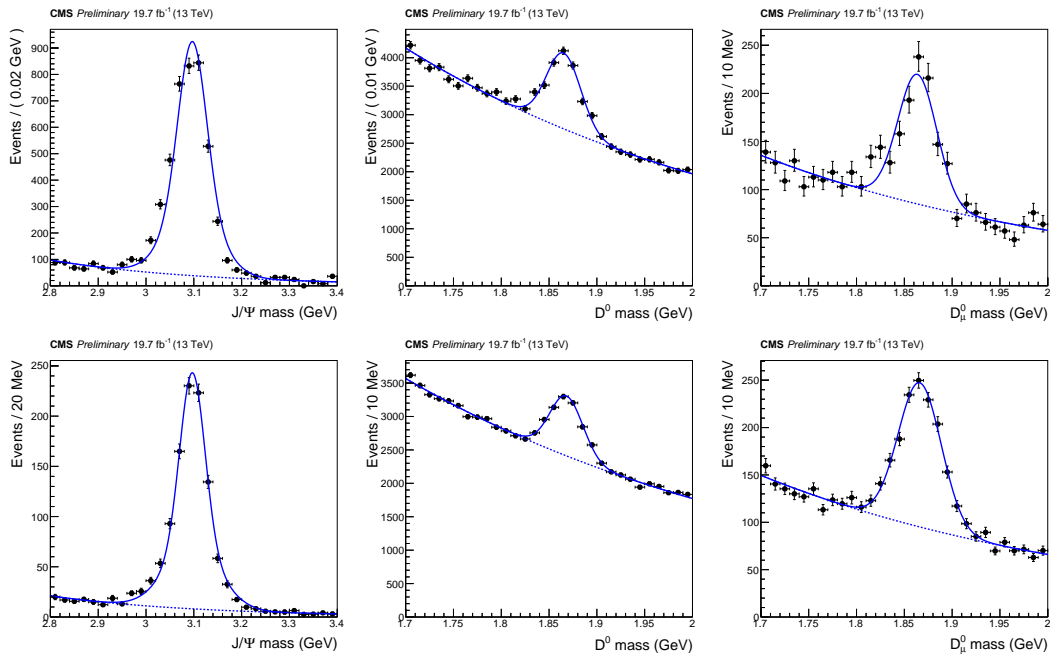 CMS Preliminary 19.7 fb⁻¹ (13 TeV)
Events / ( 0.02 GeV )
900
800
700
600
500
400
300
200
100
0
2.8 2.9 3 3.1 3.2 3.3 3.4
J/Ψ mass (GeV)
CMS Preliminary 19.7 fb⁻¹ (13 TeV)
Events / ( 0.01 GeV )
4000
3500
3000
2500
2000
1500
1000
500
0
1.7 1.75 1.8 1.85 1.9 1.95 2
D⁰ mass (GeV)
CMS Preliminary 19.7 fb⁻¹ (13 TeV)
Events / 10 MeV
250
200
150
100
50
0
1.7 1.75 1.8 1.85 1.9 1.95 2
D⁰μ mass (GeV)
CMS Preliminary 19.7 fb⁻¹ (13 TeV)
Events / 20 MeV
250
200
150
100
50
0
2.8 2.9 3 3.1 3.2 3.3 3.4
J/Ψ mass (GeV)
CMS Preliminary 19.7 fb⁻¹ (13 TeV)
Events / 10 MeV
3500
3000
2500
2000
1500
1000
500
0
1.7 1.75 1.8 1.85 1.9 1.95 2
D⁰ mass (GeV)
CMS Preliminary 19.7 fb⁻¹ (13 TeV)
Events / 10 MeV
250
200
150
100
50
0
1.7 1.75 1.8 1.85 1.9 1.95 2
D⁰μ mass (GeV)